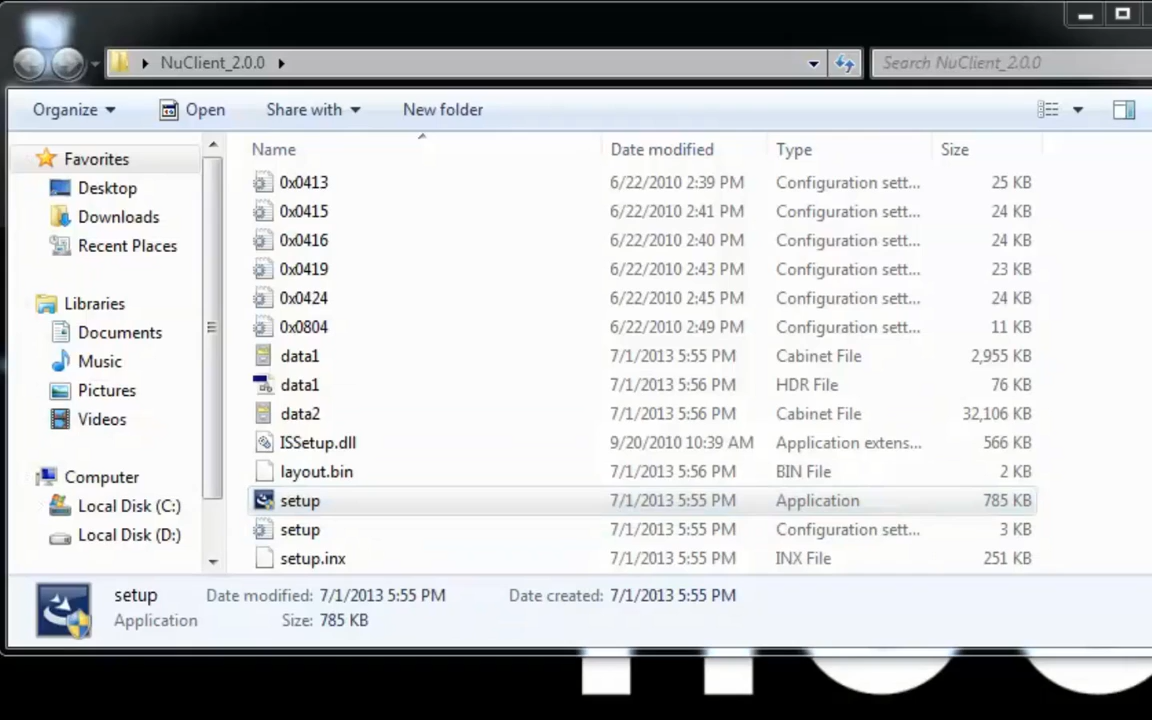 NuClient_2.0.0
Search NuClient_2.0.0
Organize Open Share with New folder
Name Date modified Type Size
Favorites
Desktop
Downloads
Recent Places
Libraries
Documents
Music
Pictures
Videos
Computer
Local Disk (C:)
Local Disk (D:)
0x0413 6/22/2010 2:39 PM Configuration sett... 25 KB
0x0415 6/22/2010 2:41 PM Configuration sett... 24 KB
0x0416 6/22/2010 2:40 PM Configuration sett... 24 KB
0x0419 6/22/2010 2:43 PM Configuration sett... 23 KB
0x0424 6/22/2010 2:45 PM Configuration sett... 24 KB
0x0804 6/22/2010 2:49 PM Configuration sett... 11 KB
data1 7/1/2013 5:55 PM Cabinet File 2,955 KB
data1 7/1/2013 5:56 PM HDR File 76 KB
data2 7/1/2013 5:56 PM Cabinet File 32,106 KB
ISSetup.dll 9/20/2010 10:39 AM Application extens... 566 KB
layout.bin 7/1/2013 5:56 PM BIN File 2 KB
setup 7/1/2013 5:55 PM Application 785 KB
setup 7/1/2013 5:55 PM Configuration sett... 3 KB
setup.inx 7/1/2013 5:55 PM INX File 251 KB
setup Date modified: 7/1/2013 5:55 PM Date created: 7/1/2013 5:55 PM
Application Size: 785 KB